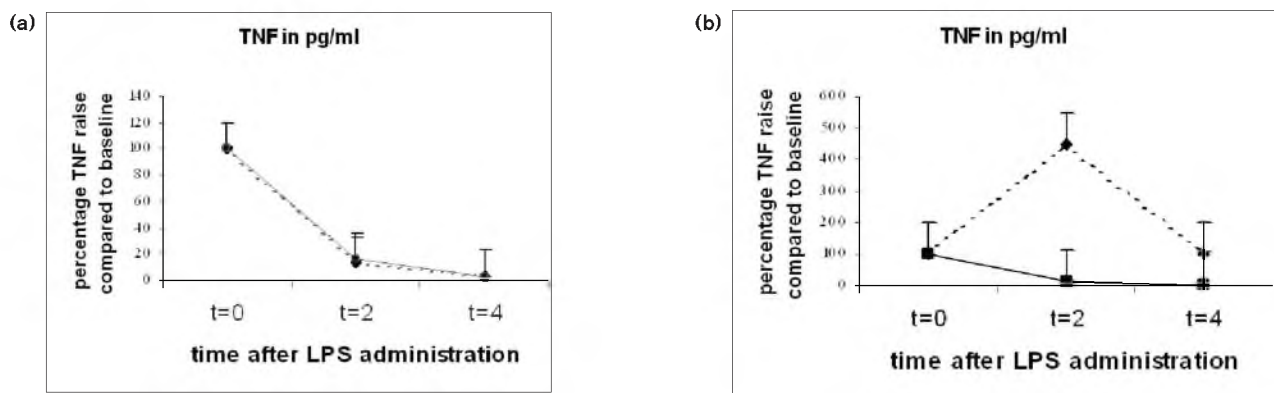 (a)
TNF in pg/ml
percentage TNF raise
compared to baseline
140
120
100
80
60
40
20
0
t=0 t=2 t=4
time after LPS administration
(b)
TNF in pg/ml
percentage TNF raise
compared to baseline
600
500
400
300
200
100
0
t=0 t=2 t=4
time after LPS administration